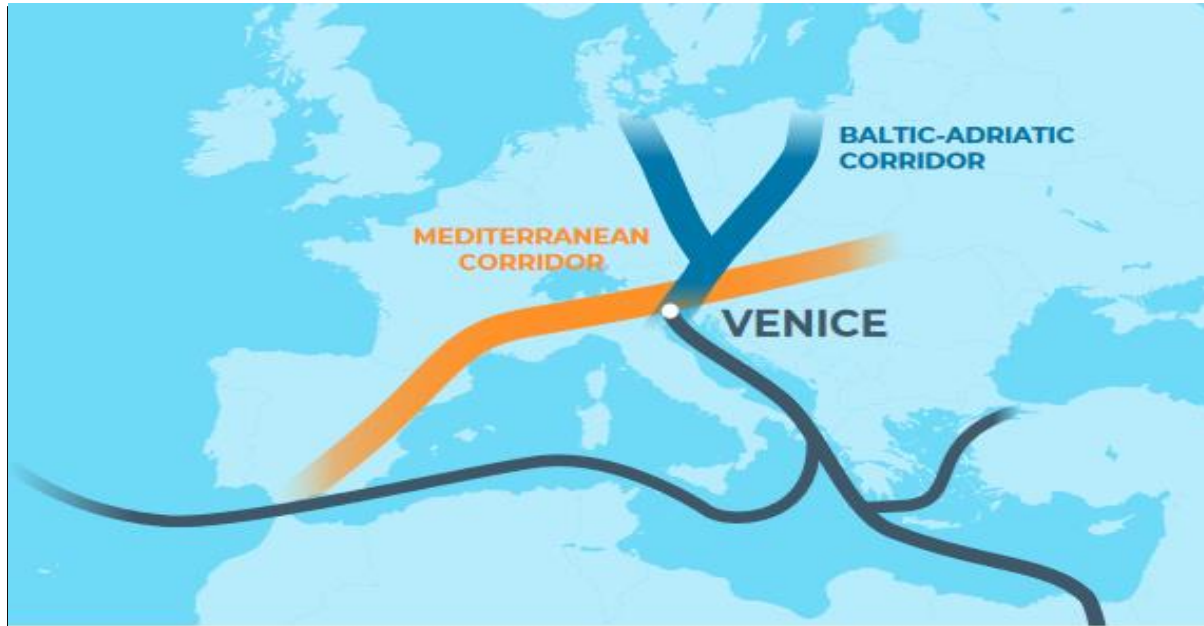 BALTIC-ADRIATIC
CORRIDOR
MEDITERRANEAN
CORRIDOR
VENICE